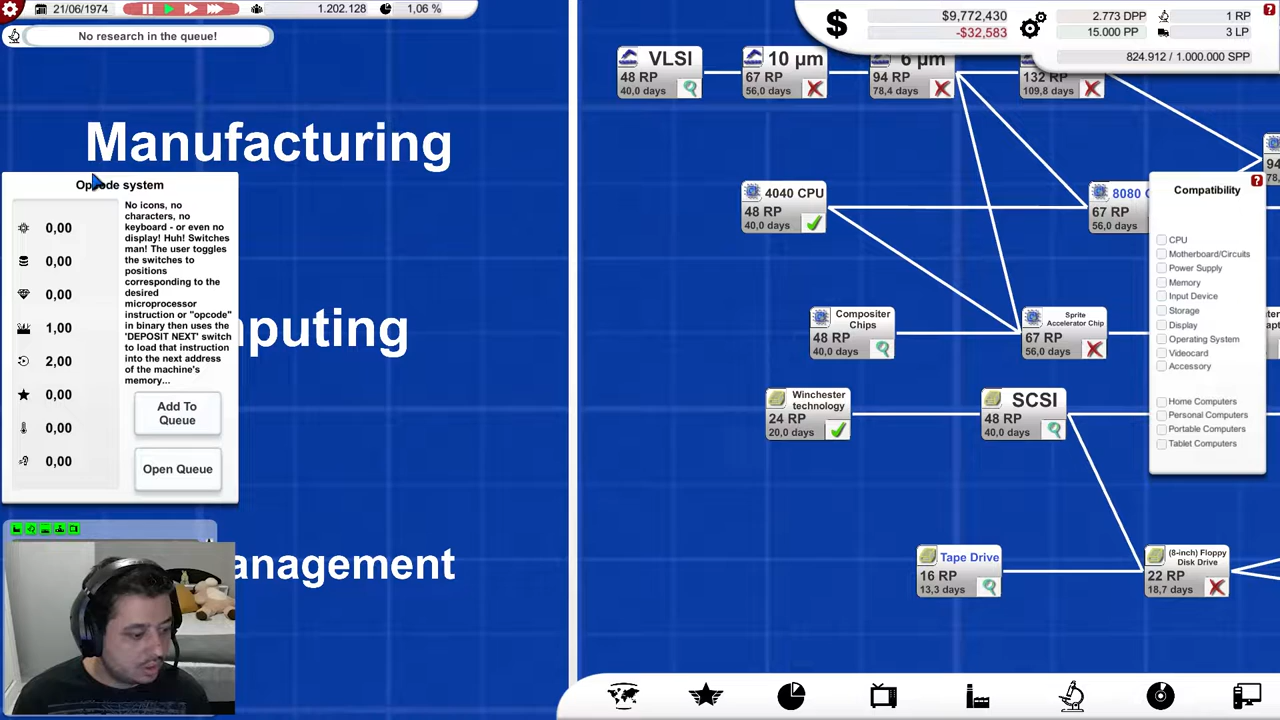 21/06/1974
1.202.128
1,06 %
No research in the queue!
$
$9,772,430
-$32,583
2.773 DPP
15.000 PP
1 RP
3 LP
824.912 / 1.000.000 SPP
?
Manufacturing
Opcode system
0,00
0,00
0,00
1,00
2,00
0,00
0,00
0,00
No icons, no
characters, no
keyboard - or even no
display! Huh! Switches
man! The user toggles
the switches to
positions
corresponding to the
desired
microprocessor
instruction or "opcode"
in binary then uses the
'DEPOSIT NEXT' switch
to load that instruction
into the next address
of the machine's
memory...
Add To
Queue
Open Queue
puting
anagement
VLSI
48 RP
40,0 days
10 µm
67 RP
56,0 days
6 µm
94 RP
78,4 days
132 RP
109,8 days
4040 CPU
48 RP
40,0 days
8080
67 RP
56,0 days
94
78,
Compositer
Chips
48 RP
40,0 days
Sprite
Accelerator Chip
67 RP
56,0 days
Winchester
technology
24 RP
20,0 days
SCSI
48 RP
40,0 days
Tape Drive
16 RP
13,3 days
(8-inch) Floppy
Disk Drive
22 RP
18,7 days
?
Compatibility
CPU
Motherboard/Circuits
Power Supply
Memory
Input Device
Storage
Display
Operating System
Videocard
Accessory
Home Computers
Personal Computers
Portable Computers
Tablet Computers